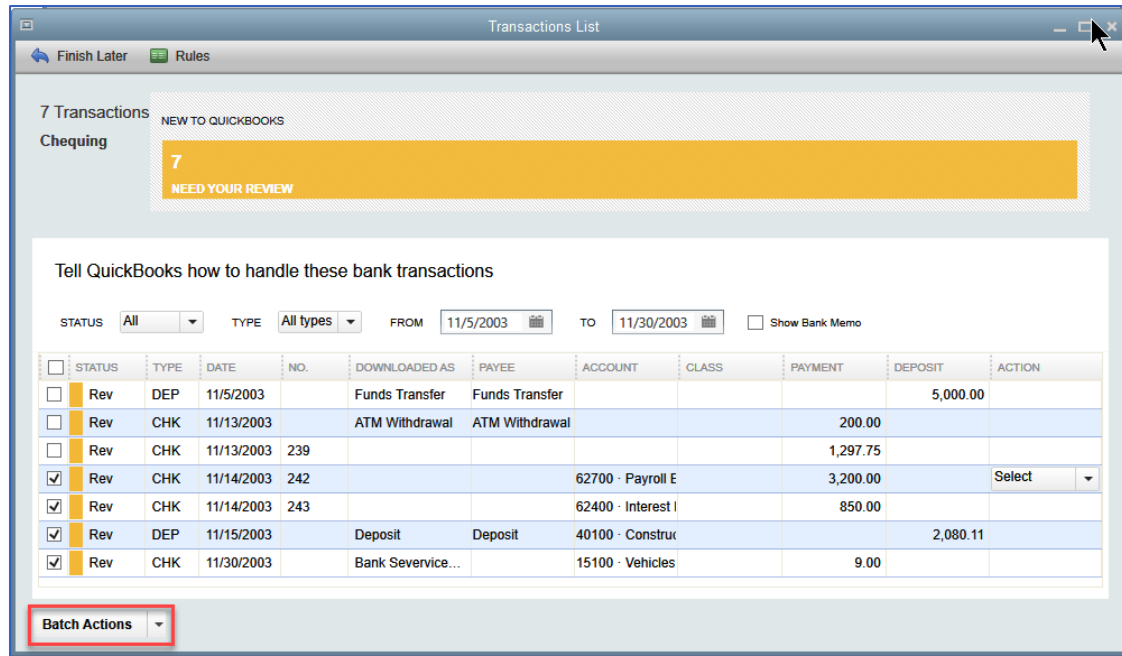 Transactions List
Finish Later Rules
7 Transactions
Chequing
NEW TO QUICKBOOKS
7
NEED YOUR REVIEW
Tell QuickBooks how to handle these bank transactions
STATUS All TYPE All types FROM 11/5/2003 TO 11/30/2003 Show Bank Memo
STATUS TYPE DATE NO. DOWNLOADED AS PAYEE ACCOUNT CLASS PAYMENT DEPOSIT ACTION
Rev DEP 11/5/2003 Funds Transfer Funds Transfer 5,000.00
Rev CHK 11/13/2003 ATM Withdrawal ATM Withdrawal 200.00
Rev CHK 11/13/2003 239 1,297.75
Rev CHK 11/14/2003 242 62700 · Payroll E 3,200.00 Select
Rev CHK 11/14/2003 243 62400 · Interest I 850.00
Rev DEP 11/15/2003 Deposit Deposit 40100 · Construc 2,080.11
Rev CHK 11/30/2003 Bank Severvice... 15100 · Vehicles 9.00
Batch Actions